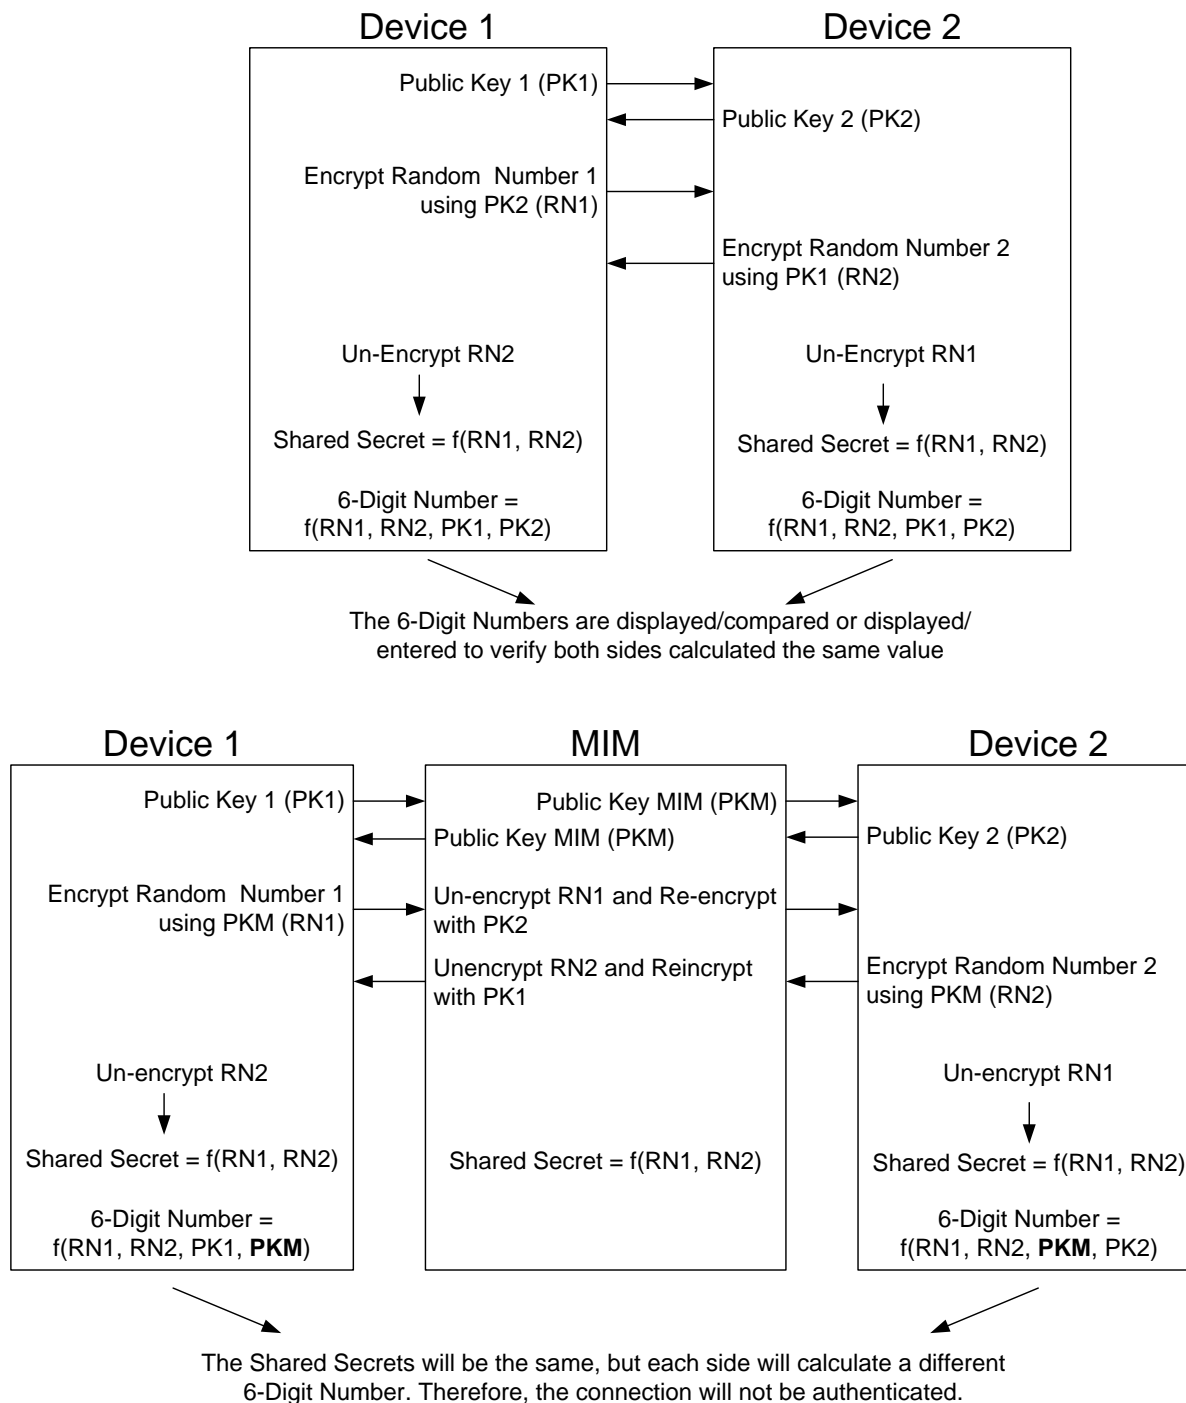 Device 1
Device 2
Public Key 1 (PK1)
Public Key 2 (PK2)
Encrypt Random  Number 1
using PK2 (RN1)
Encrypt Random Number 2
using PK1 (RN2)
Un-Encrypt RN2
Un-Encrypt RN1
Shared Secret = f(RN1, RN2)
Shared Secret = f(RN1, RN2)
6-Digit Number =
f(RN1, RN2, PK1, PK2)
6-Digit Number =
f(RN1, RN2, PK1, PK2)
The 6-Digit Numbers are displayed/compared or displayed/
entered to verify both sides calculated the same value
Device 1
MIM
Device 2
Public Key 1 (PK1)
Public Key MIM (PKM)
Public Key MIM (PKM)
Public Key 2 (PK2)
Encrypt Random  Number 1
using PKM (RN1)
Un-encrypt RN1 and Re-encrypt
with PK2
Unencrypt RN2 and Reincrypt
with PK1
Encrypt Random Number 2
using PKM (RN2)
Un-encrypt RN2
Un-encrypt RN1
Shared Secret = f(RN1, RN2)
Shared Secret = f(RN1, RN2)
Shared Secret = f(RN1, RN2)
6-Digit Number =
f(RN1, RN2, PK1, PKM)
6-Digit Number =
f(RN1, RN2, PKM, PK2)
The Shared Secrets will be the same, but each side will calculate a different
6-Digit Number. Therefore, the connection will not be authenticated.